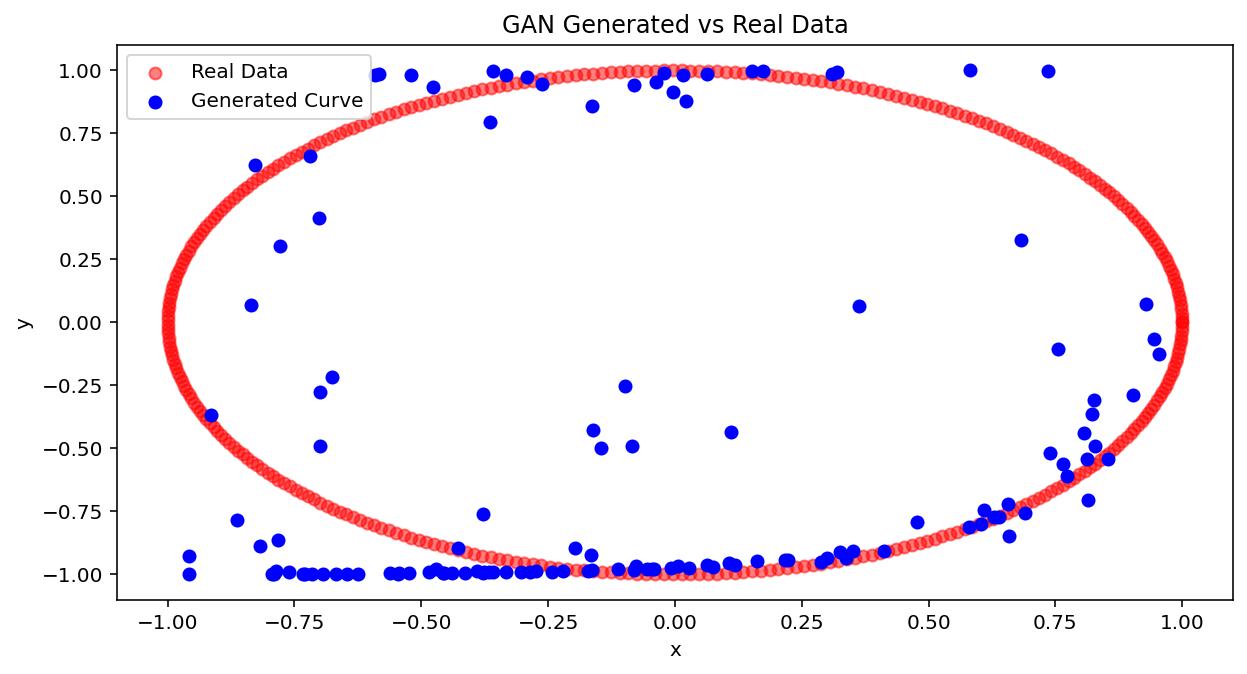 GAN Generated vs Real Data
Real Data
Generated Curve
1.00
0.75
0.50
0.25
0.00
−0.25
−0.50
−0.75
−1.00
y
−1.00 −0.75 −0.50 −0.25 0.00 0.25 0.50 0.75 1.00
x